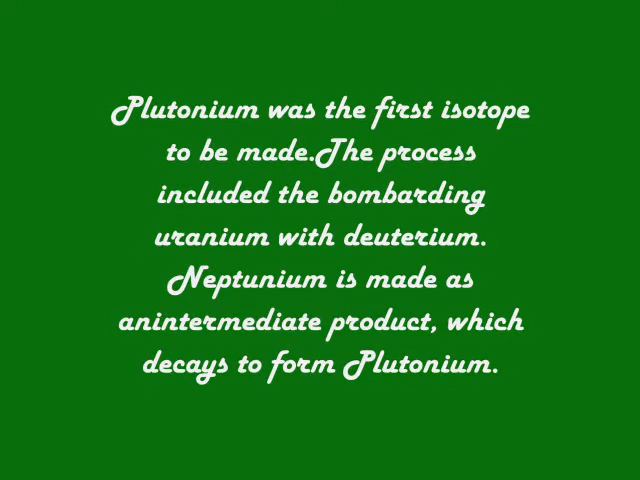 Plutonium was the first isotope
to be made.The process
included the bombarding
uranium with deuterium.
Neptunium is made as
anintermediate product, which
decays to form Plutonium.